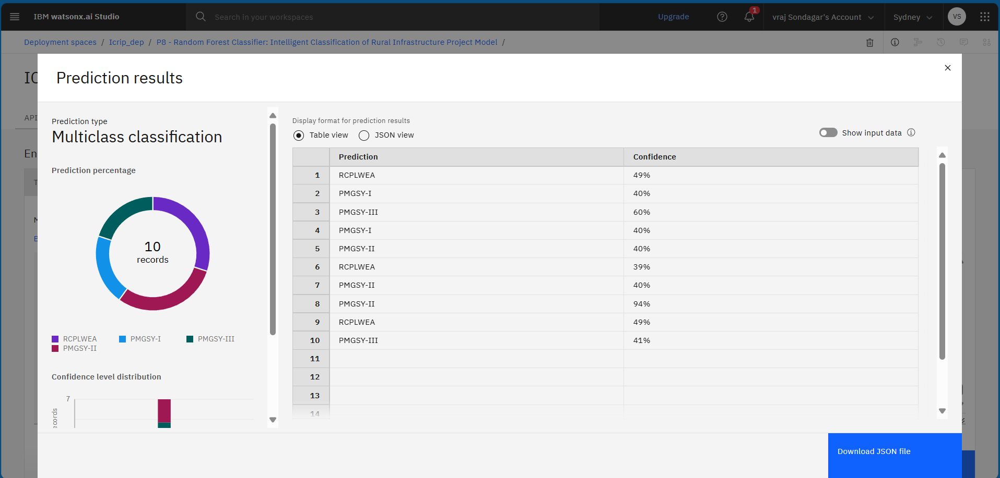 IBM watsonx.ai Studio
Search in your workspaces
Upgrade
1
vraj Sondagar's Account
Sydney
VS
Deployment spaces / Icrip_dep / P8 - Random Forest Classifier: Intelligent Classification of Rural Infrastructure Project Model /
API
Prediction results
Prediction type
Multiclass classification
Prediction percentage
10
records
RCPLWEA
PMGSY-I
PMGSY-III
PMGSY-II
Confidence level distribution
7
Display format for prediction results
Table view
JSON view
Show input data
Prediction Confidence
1 RCPLWEA 49%
2 PMGSY-I 40%
3 PMGSY-III 60%
4 PMGSY-I 40%
5 PMGSY-II 40%
6 RCPLWEA 39%
7 PMGSY-II 40%
8 PMGSY-II 94%
9 RCPLWEA 49%
10 PMGSY-III 41%
11
12
13
14
Download JSON file